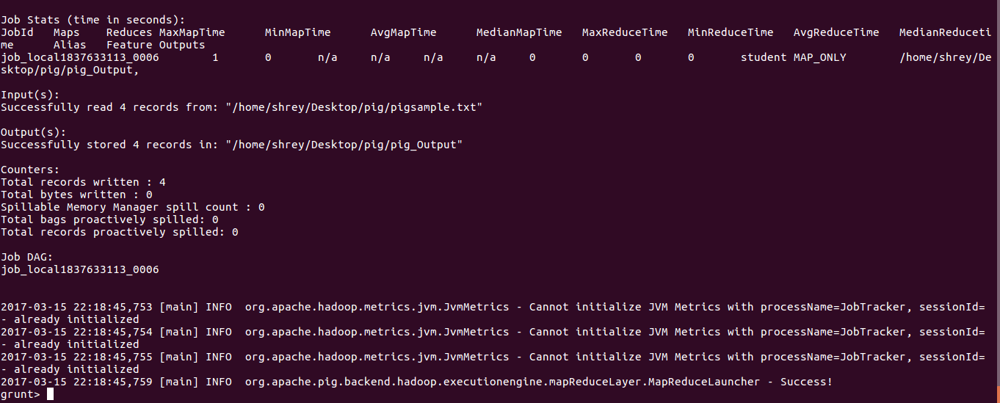 Job Stats (time in seconds):
JobId   Maps    Reduces MaxMapTime      MinMapTime      AvgMapTime      MedianMapTime   MaxReduceTime   MinReduceTime   AvgReduceTime   MedianReduceti
me      Alias   Feature Outputs
job_local1837633113_0006        1       0       n/a     n/a     n/a     n/a     0       0       0       0       student MAP_ONLY        /home/shrey/De
sktop/pig/pig_Output,
Input(s):
Successfully read 4 records from: "/home/shrey/Desktop/pig/pigsample.txt"
Output(s):
Successfully stored 4 records in: "/home/shrey/Desktop/pig/pig_Output"
Counters:
Total records written : 4
Total bytes written : 0
Spillable Memory Manager spill count : 0
Total bags proactively spilled: 0
Total records proactively spilled: 0
Job DAG:
job_local1837633113_0006
2017-03-15 22:18:45,753 [main] INFO  org.apache.hadoop.metrics.jvm.JvmMetrics - Cannot initialize JVM Metrics with processName=JobTracker, sessionId=
- already initialized
2017-03-15 22:18:45,754 [main] INFO  org.apache.hadoop.metrics.jvm.JvmMetrics - Cannot initialize JVM Metrics with processName=JobTracker, sessionId=
- already initialized
2017-03-15 22:18:45,755 [main] INFO  org.apache.hadoop.metrics.jvm.JvmMetrics - Cannot initialize JVM Metrics with processName=JobTracker, sessionId=
- already initialized
2017-03-15 22:18:45,759 [main] INFO  org.apache.pig.backend.hadoop.executionengine.mapReduceLayer.MapReduceLauncher - Success!
grunt>